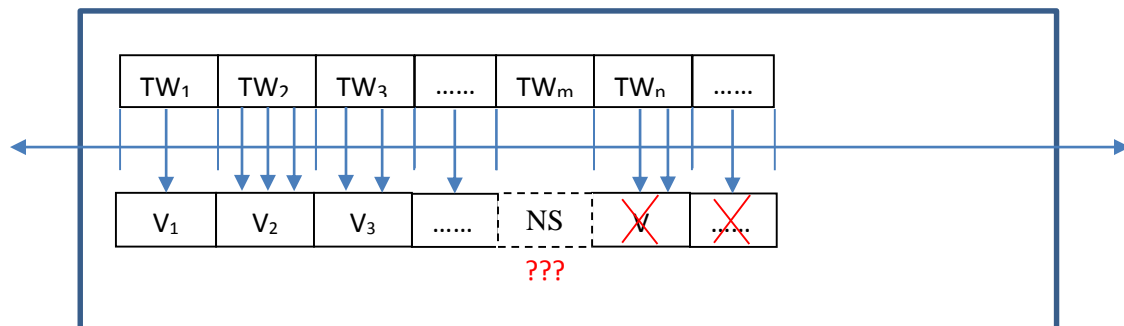 TW₁ TW₂ TW₃ …… TWₘ TWₙ ……
V₁ V₂ V₃ …… NS V ……
???